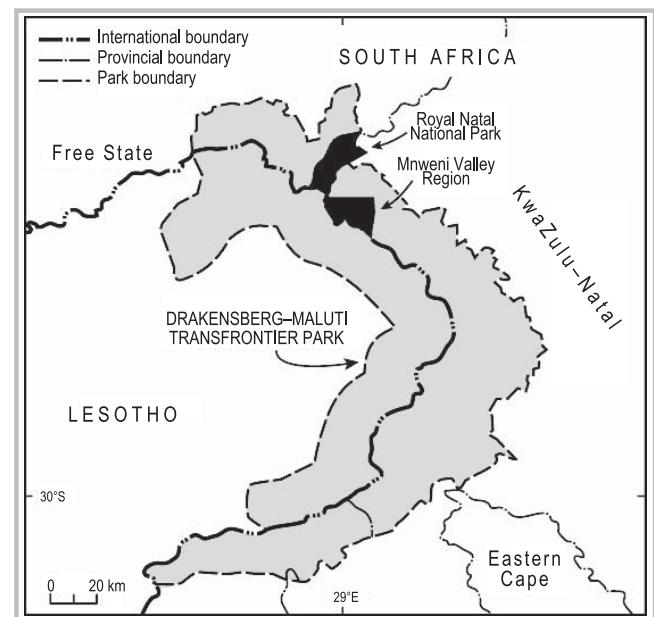 International boundary
Provincial boundary
Park boundary
SOUTH AFRICA
Royal Natal
National Park
Free State
Mnweni Valley
Region
KwaZulu–Natal
DRAKENSBERG–MALUTI
TRANSFRONTIER PARK
LESOTHO
30°S
Eastern
Cape
0 20 km
29°E